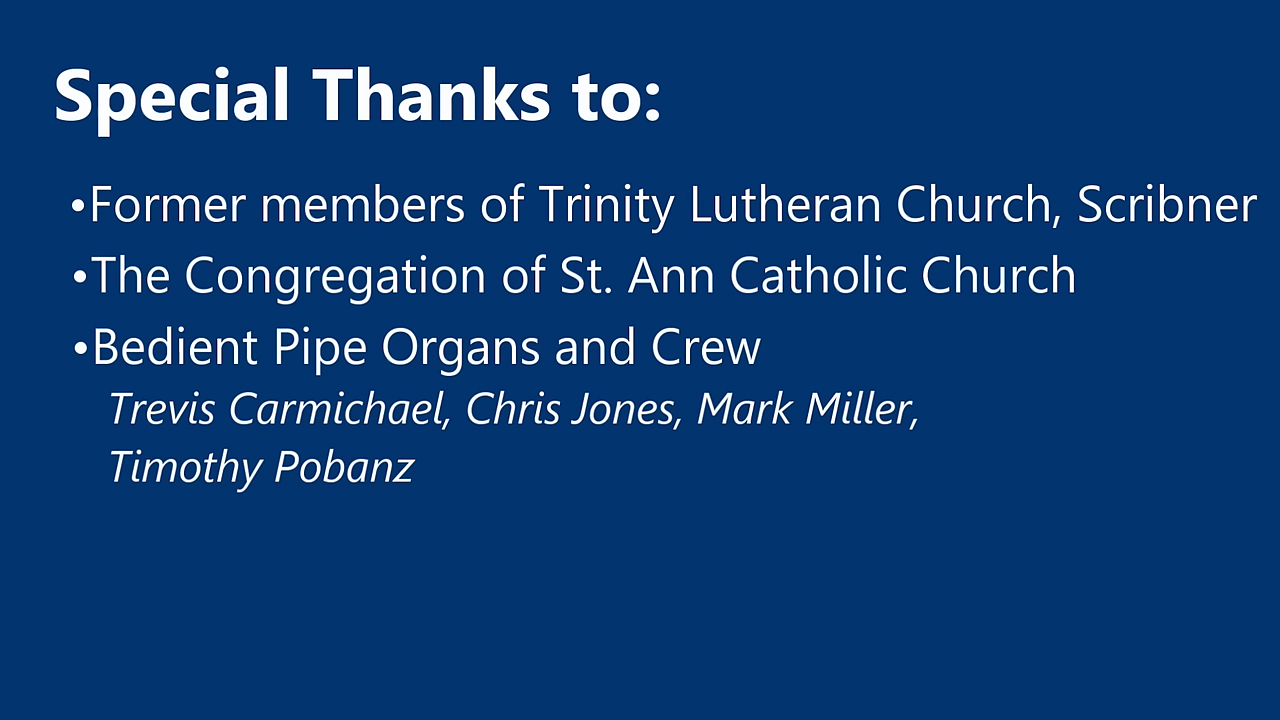 Special Thanks to:
•Former members of Trinity Lutheran Church, Scribner
•The Congregation of St. Ann Catholic Church
•Bedient Pipe Organs and Crew
Trevis Carmichael, Chris Jones, Mark Miller,
Timothy Pobanz